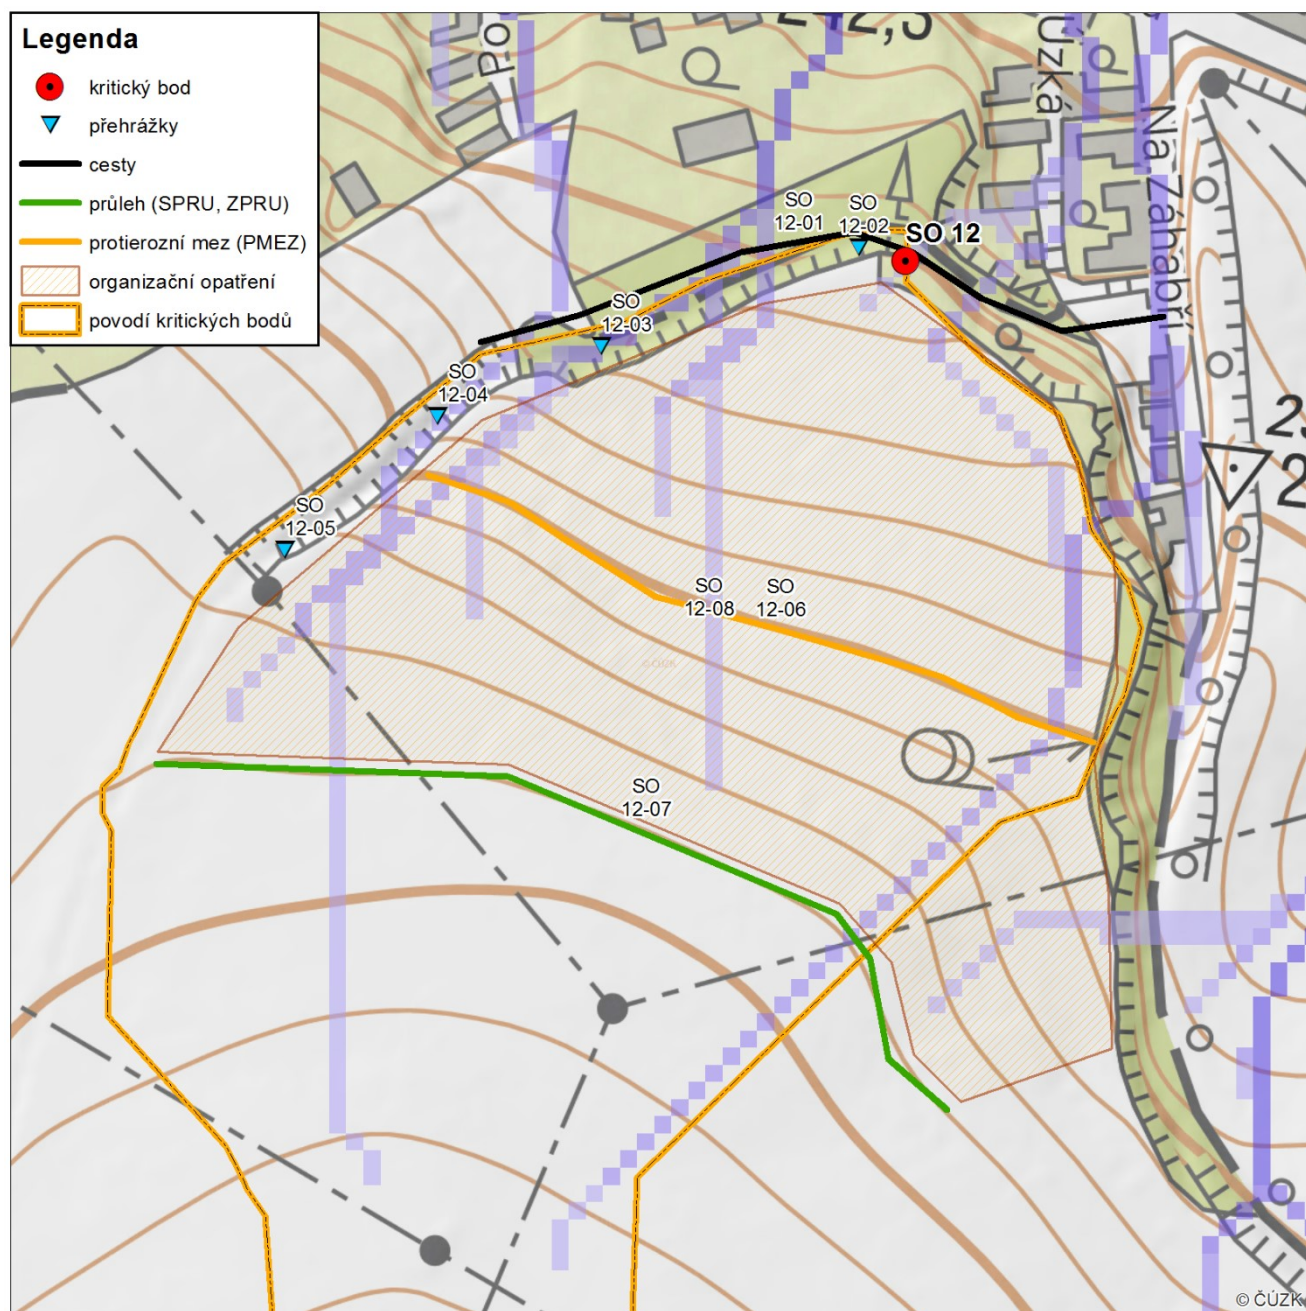 Legenda
kritický bod
přehrážky
cesty
průleh (SPRU, ZPRU)
protierozní mez (PMEZ)
organizační opatření
povodí kritických bodů
Úzká
Na Zábraří
SO
12-01
SO
12-02
SO 12
SO
12-03
SO
12-04
SO
12-05
SO
12-08
SO
12-06
© ČÚZK
SO
12-07
© ČÚZK